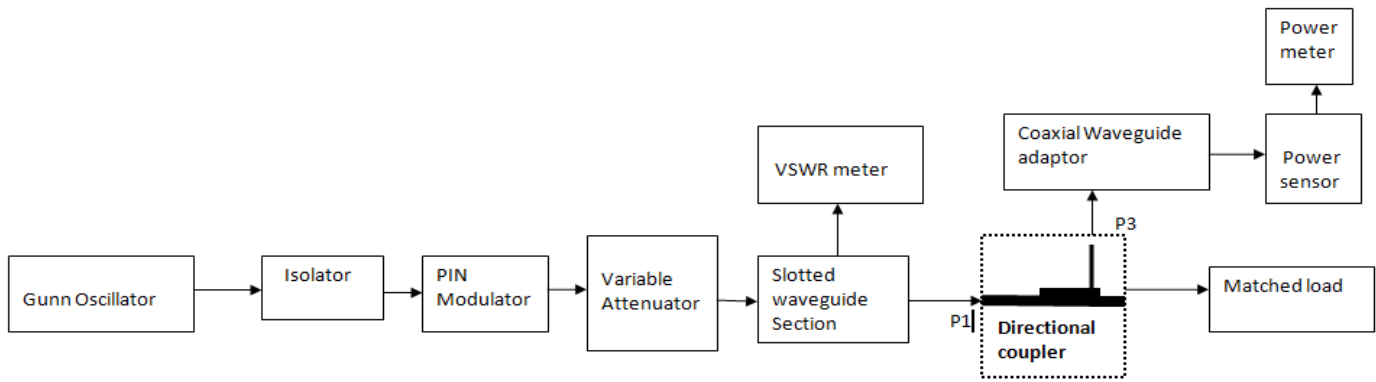 Gunn Oscillator
Isolator
PIN
Modulator
Variable
Attenuator
VSWR meter
Slotted
waveguide
Section
P1
Directional
coupler
P3
Coaxial Waveguide
adaptor
Power
sensor
Power
meter
Matched load